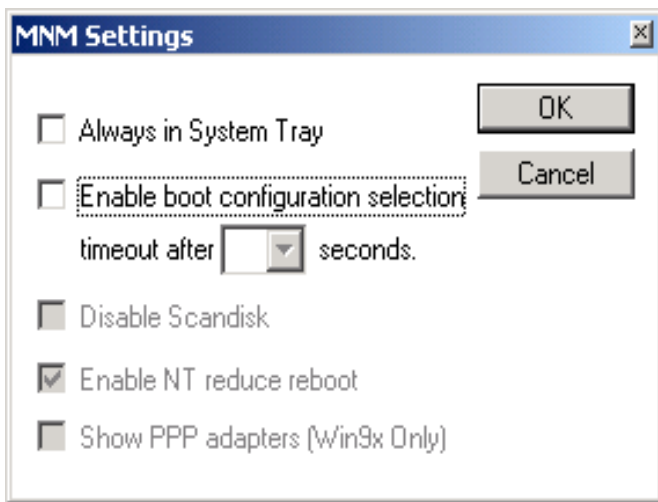 MNM Settings
Always in System Tray
OK
Enable boot configuration selection
Cancel
timeout after seconds.
Disable Scandisk
Enable NT reduce reboot
Show PPP adapters (Win9x Only)